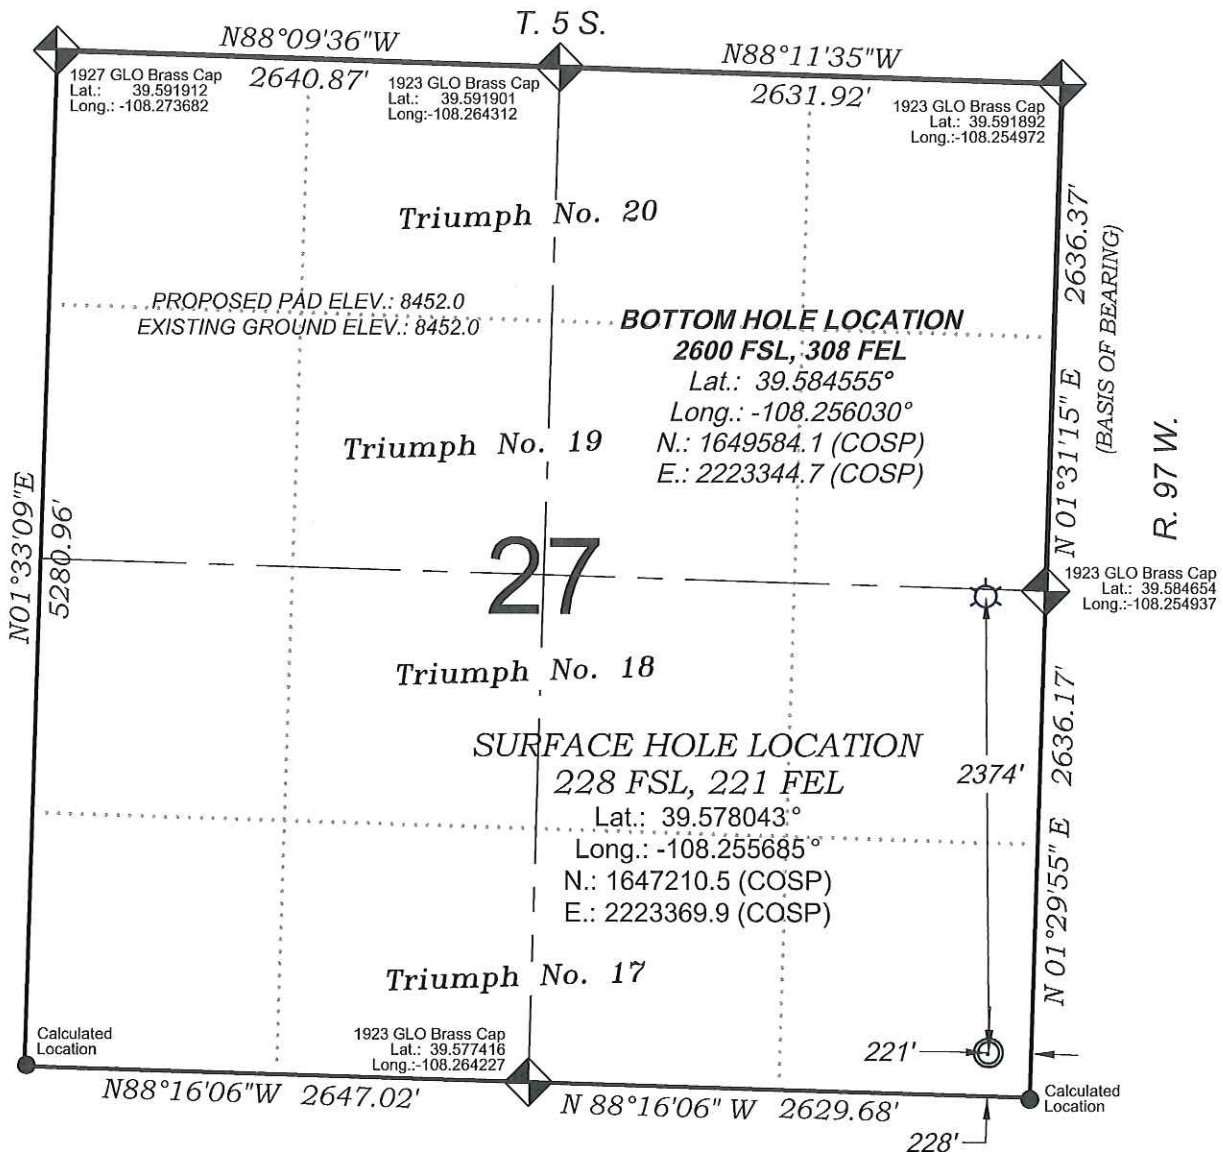 T. 5 S.
N88°09'36"W
2640.87'
N88°11'35"W
2631.92'
1927 GLO Brass Cap
Lat.: 39.591912
Long.: -108.273682
1923 GLO Brass Cap
Lat.: 39.591901
Long:-108.264312
1923 GLO Brass Cap
Lat.: 39.591892
Long.:-108.254972
Triumph No. 20
2636.37'
(BASIS OF BEARING)
N 01°31'15" E
R. 97 W.
PROPOSED PAD ELEV.: 8452.0
EXISTING GROUND ELEV.: 8452.0
BOTTOM HOLE LOCATION
2600 FSL, 308 FEL
Lat.: 39.584555°
Long.: -108.256030°
N.: 1649584.1 (COSP)
E.: 2223344.7 (COSP)
Triumph No. 19
N01°33'09"E
5280.96'
27
1923 GLO Brass Cap
Lat.: 39.584654
Long.:-108.254937
Triumph No. 18
2636.17'
N 01°29'55" E
SURFACE HOLE LOCATION
228 FSL, 221 FEL
Lat.: 39.578043°
Long.: -108.255685°
N.: 1647210.5 (COSP)
E.: 2223369.9 (COSP)
2374'
Triumph No. 17
Calculated
Location
1923 GLO Brass Cap
Lat.: 39.577416
Long.:-108.264227
221'
N88°16'06"W 2647.02'
N 88°16'06" W 2629.68'
Calculated
Location
228'